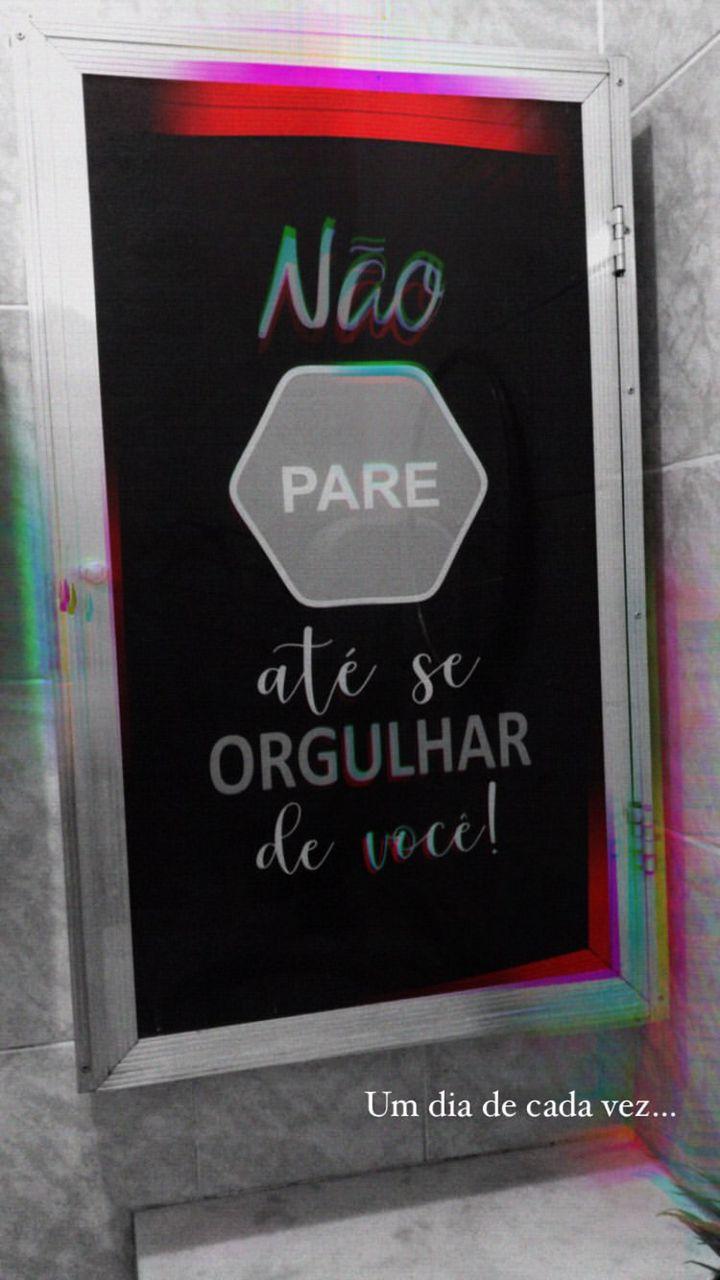 Não
PARE
até se
ORGULHAR
de você!
Um dia de cada vez...